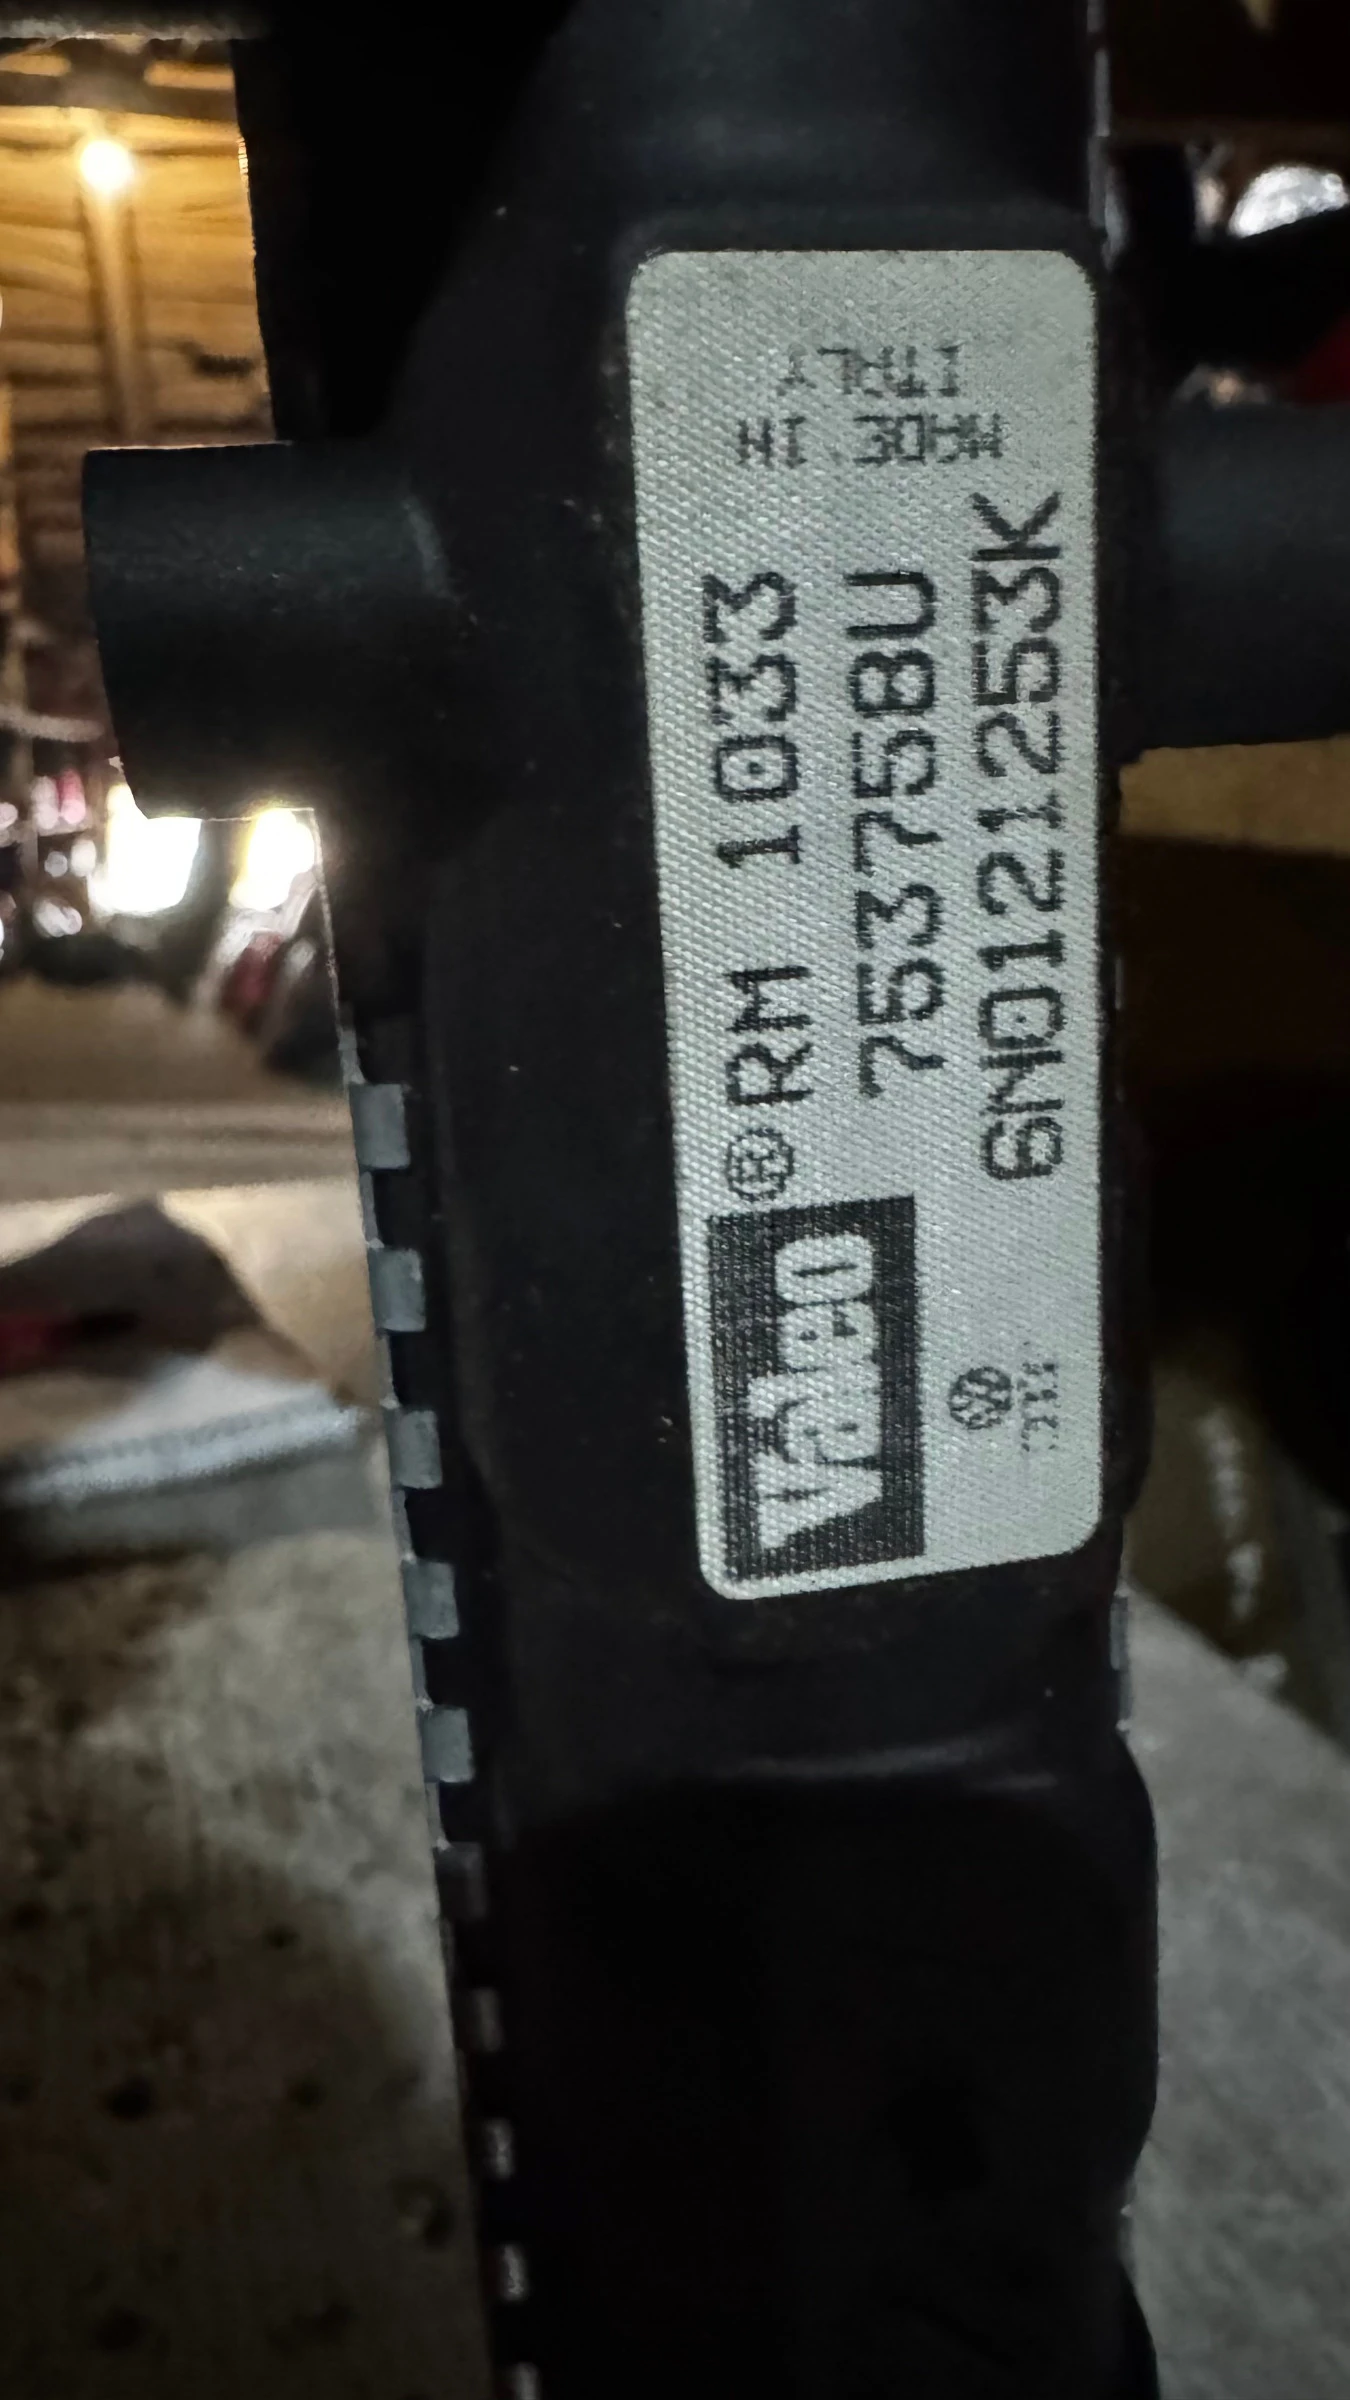 valeo ® RM 1033
753758U
6N0121253K
MADE IN
ITALY